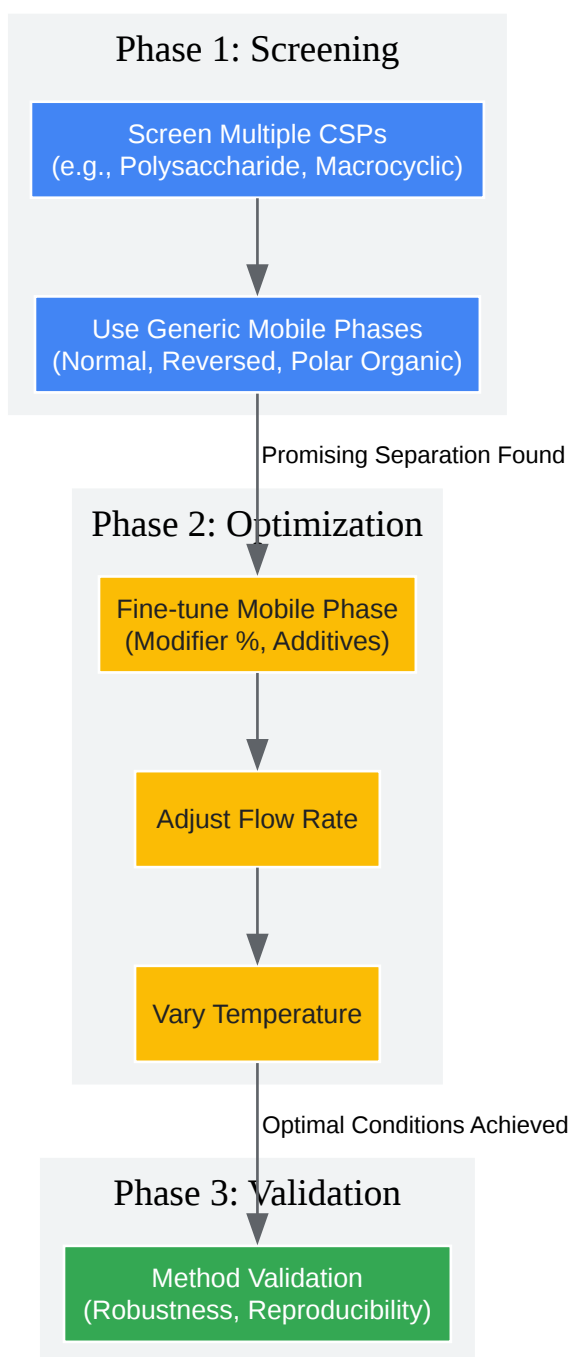 Phase 1: Screening
Screen Multiple CSPs
(e.g., Polysaccharide, Macrocyclic)
Use Generic Mobile Phases
(Normal, Reversed, Polar Organic)
Promising Separation Found
Phase 2: Optimization
Fine-tune Mobile Phase
(Modifier %, Additives)
Adjust Flow Rate
Vary Temperature
Optimal Conditions Achieved
Phase 3: Validation
Method Validation
(Robustness, Reproducibility)